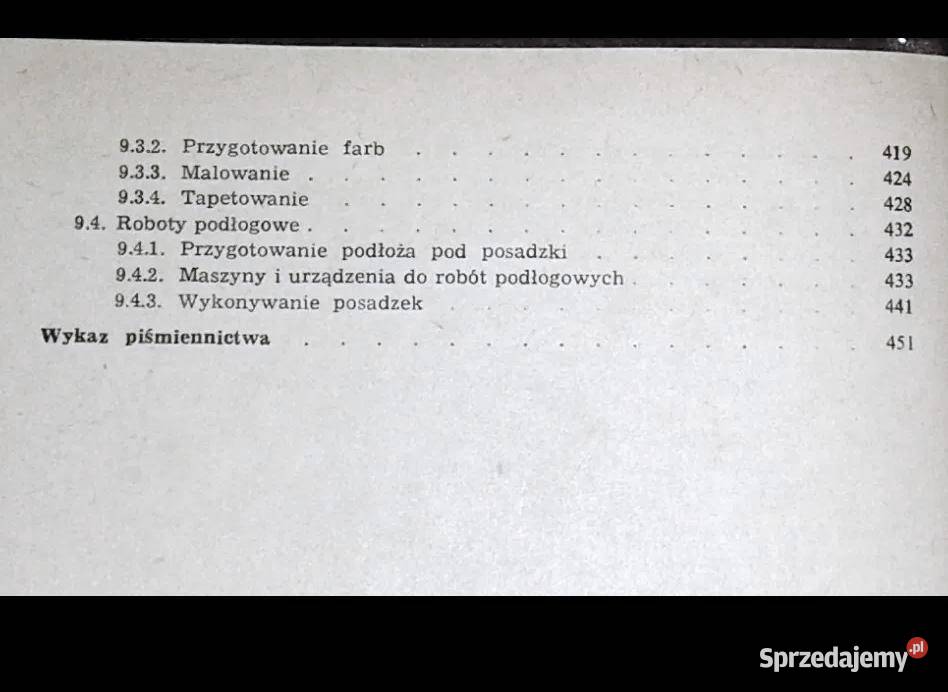 9.3.2. Przygotowanie farb . . . . . . . . . . . . . 419
9.3.3. Malowanie . . . . . . . . . . . . . . . . 424
9.3.4. Tapetowanie . . . . . . . . . . . . . . . 428
9.4. Roboty podłogowe . . . . . . . . . . . . . . . . 432
9.4.1. Przygotowanie podłoża pod posadzki . . . . . . . . 433
9.4.2. Maszyny i urządzenia do robót podłogowych . . . . . . . 433
9.4.3. Wykonywanie posadzek . . . . . . . . . . . . 441
Wykaz piśmiennictwa . . . . . . . . . . . . . . . . 451
Sprzedajemy.pl